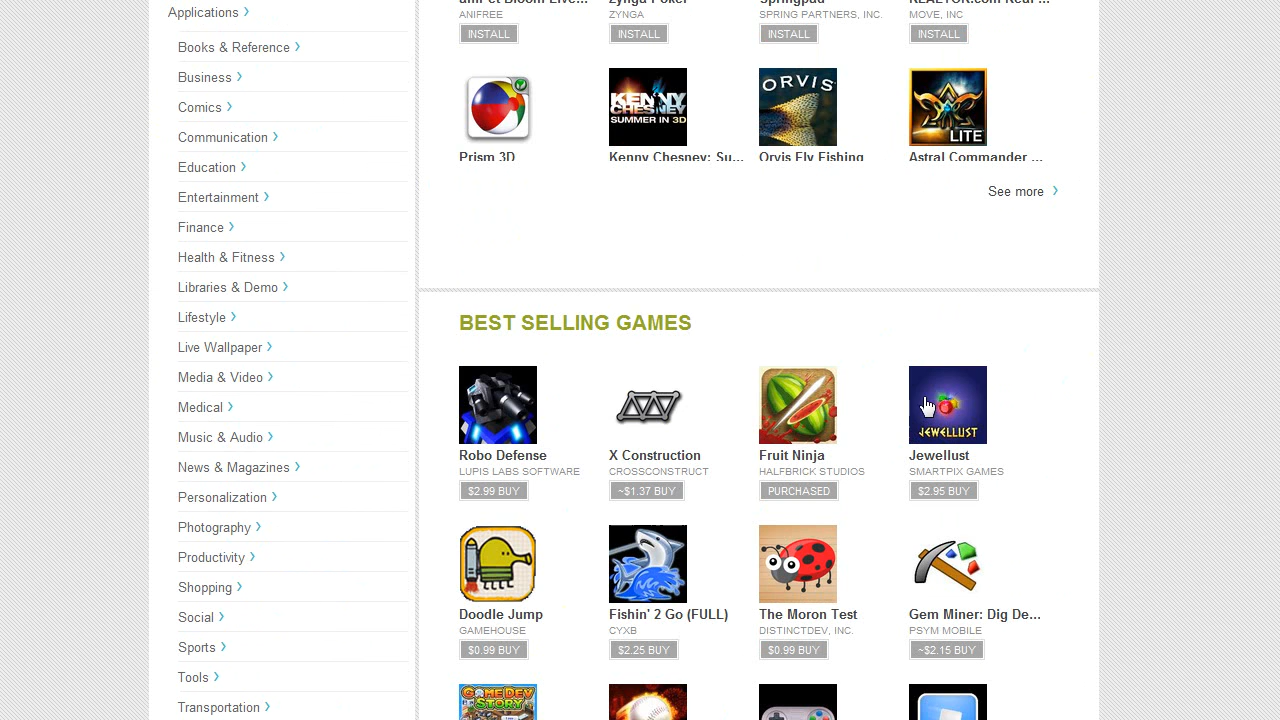 Applications
Books & Reference
Business
Comics
Communication
Education
Entertainment
Finance
Health & Fitness
Libraries & Demo
Lifestyle
Live Wallpaper
Media & Video
Medical
Music & Audio
News & Magazines
Personalization
Photography
Productivity
Shopping
Social
Sports
Tools
Transportation
ANIFREE
ZYNGA
SPRING PARTNERS, INC.
MOVE, INC
INSTALL
INSTALL
INSTALL
INSTALL
KENNY CHESNEY
SUMMER IN 3D
ORVIS
LITE
Prism 3D
Kenny Chesney: Su...
Orvis Fly Fishing
Astral Commander ...
See more
BEST SELLING GAMES
JEWELLUST
Robo Defense
X Construction
Fruit Ninja
Jewellust
LUPIS LABS SOFTWARE
CROSSCONSTRUCT
HALFBRICK STUDIOS
SMARTPIX GAMES
$2.99 BUY
~$1.37 BUY
PURCHASED
$2.95 BUY
Doodle Jump
Fishin' 2 Go (FULL)
The Moron Test
Gem Miner: Dig De...
GAMEHOUSE
CYXB
DISTINCTDEV, INC.
PSYM MOBILE
$0.99 BUY
$2.25 BUY
$0.99 BUY
~$2.15 BUY
GAME DEV
STORY